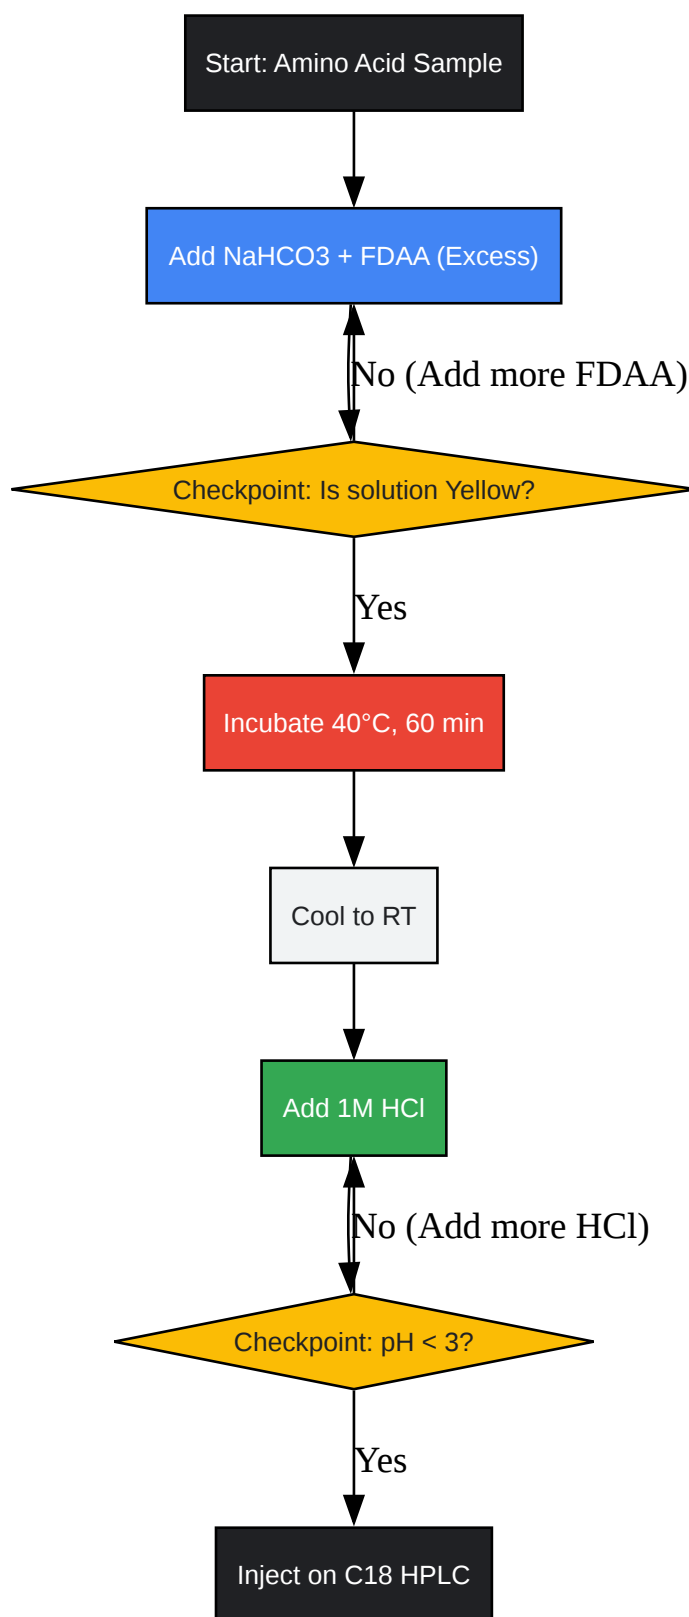 Start: Amino Acid Sample
Add NaHCO3 + FDAA (Excess)
No (Add more FDAA)
Checkpoint: Is solution Yellow?
Yes
Incubate 40°C, 60 min
Cool to RT
Add 1M HCl
No (Add more HCl)
Checkpoint: pH < 3?
Yes
Inject on C18 HPLC